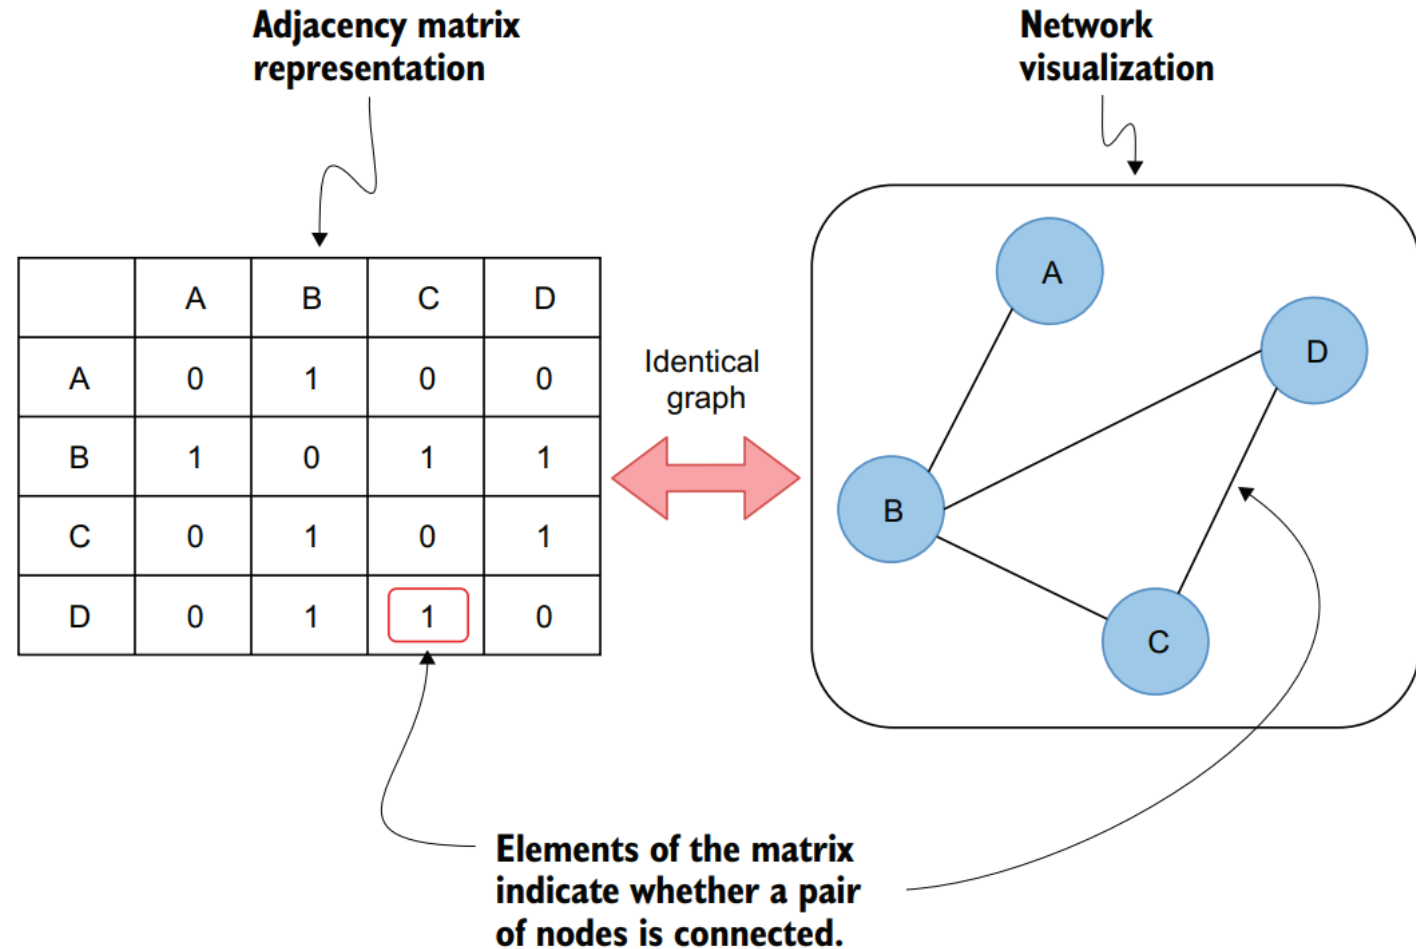 Adjacency matrix
representation
Network
visualization
A B C D
A 0 1 0 0
B 1 0 1 1
C 0 1 0 1
D 0 1 1 0
Identical
graph
A
D
B
C
Elements of the matrix
indicate whether a pair
of nodes is connected.